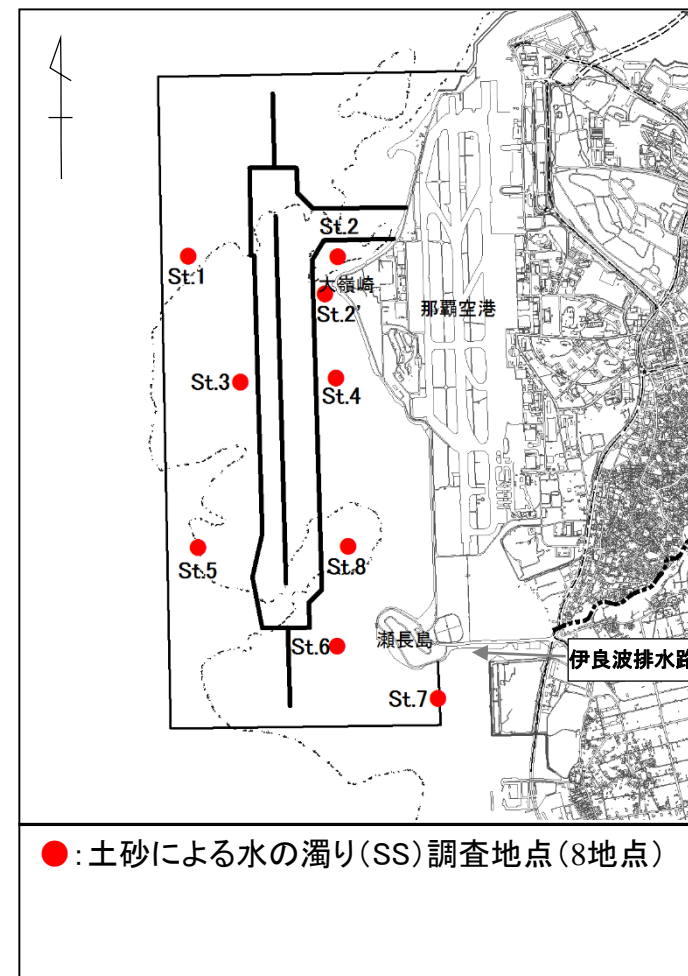 St.2
St.1
大嶺崎
St.2'
那覇空港
St.3
St.4
St.5
St.8
St.6
瀬長島
伊良波排水路
St.7
●:土砂による水の濁り(SS)調査地点(8地点)